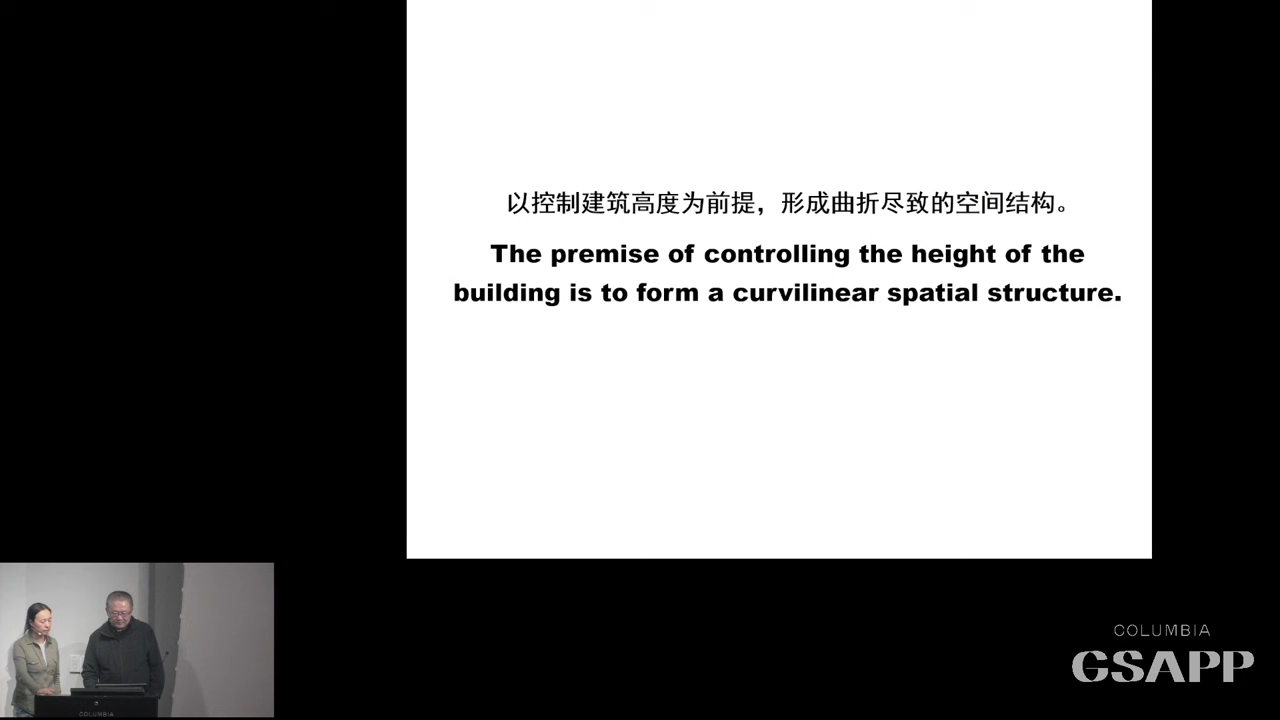 以控制建筑高度为前提，形成曲折尽致的空间结构。
The premise of controlling the height of the
building is to form a curvilinear spatial structure.
COLUMBIA
GSAPP
COLUMBIA